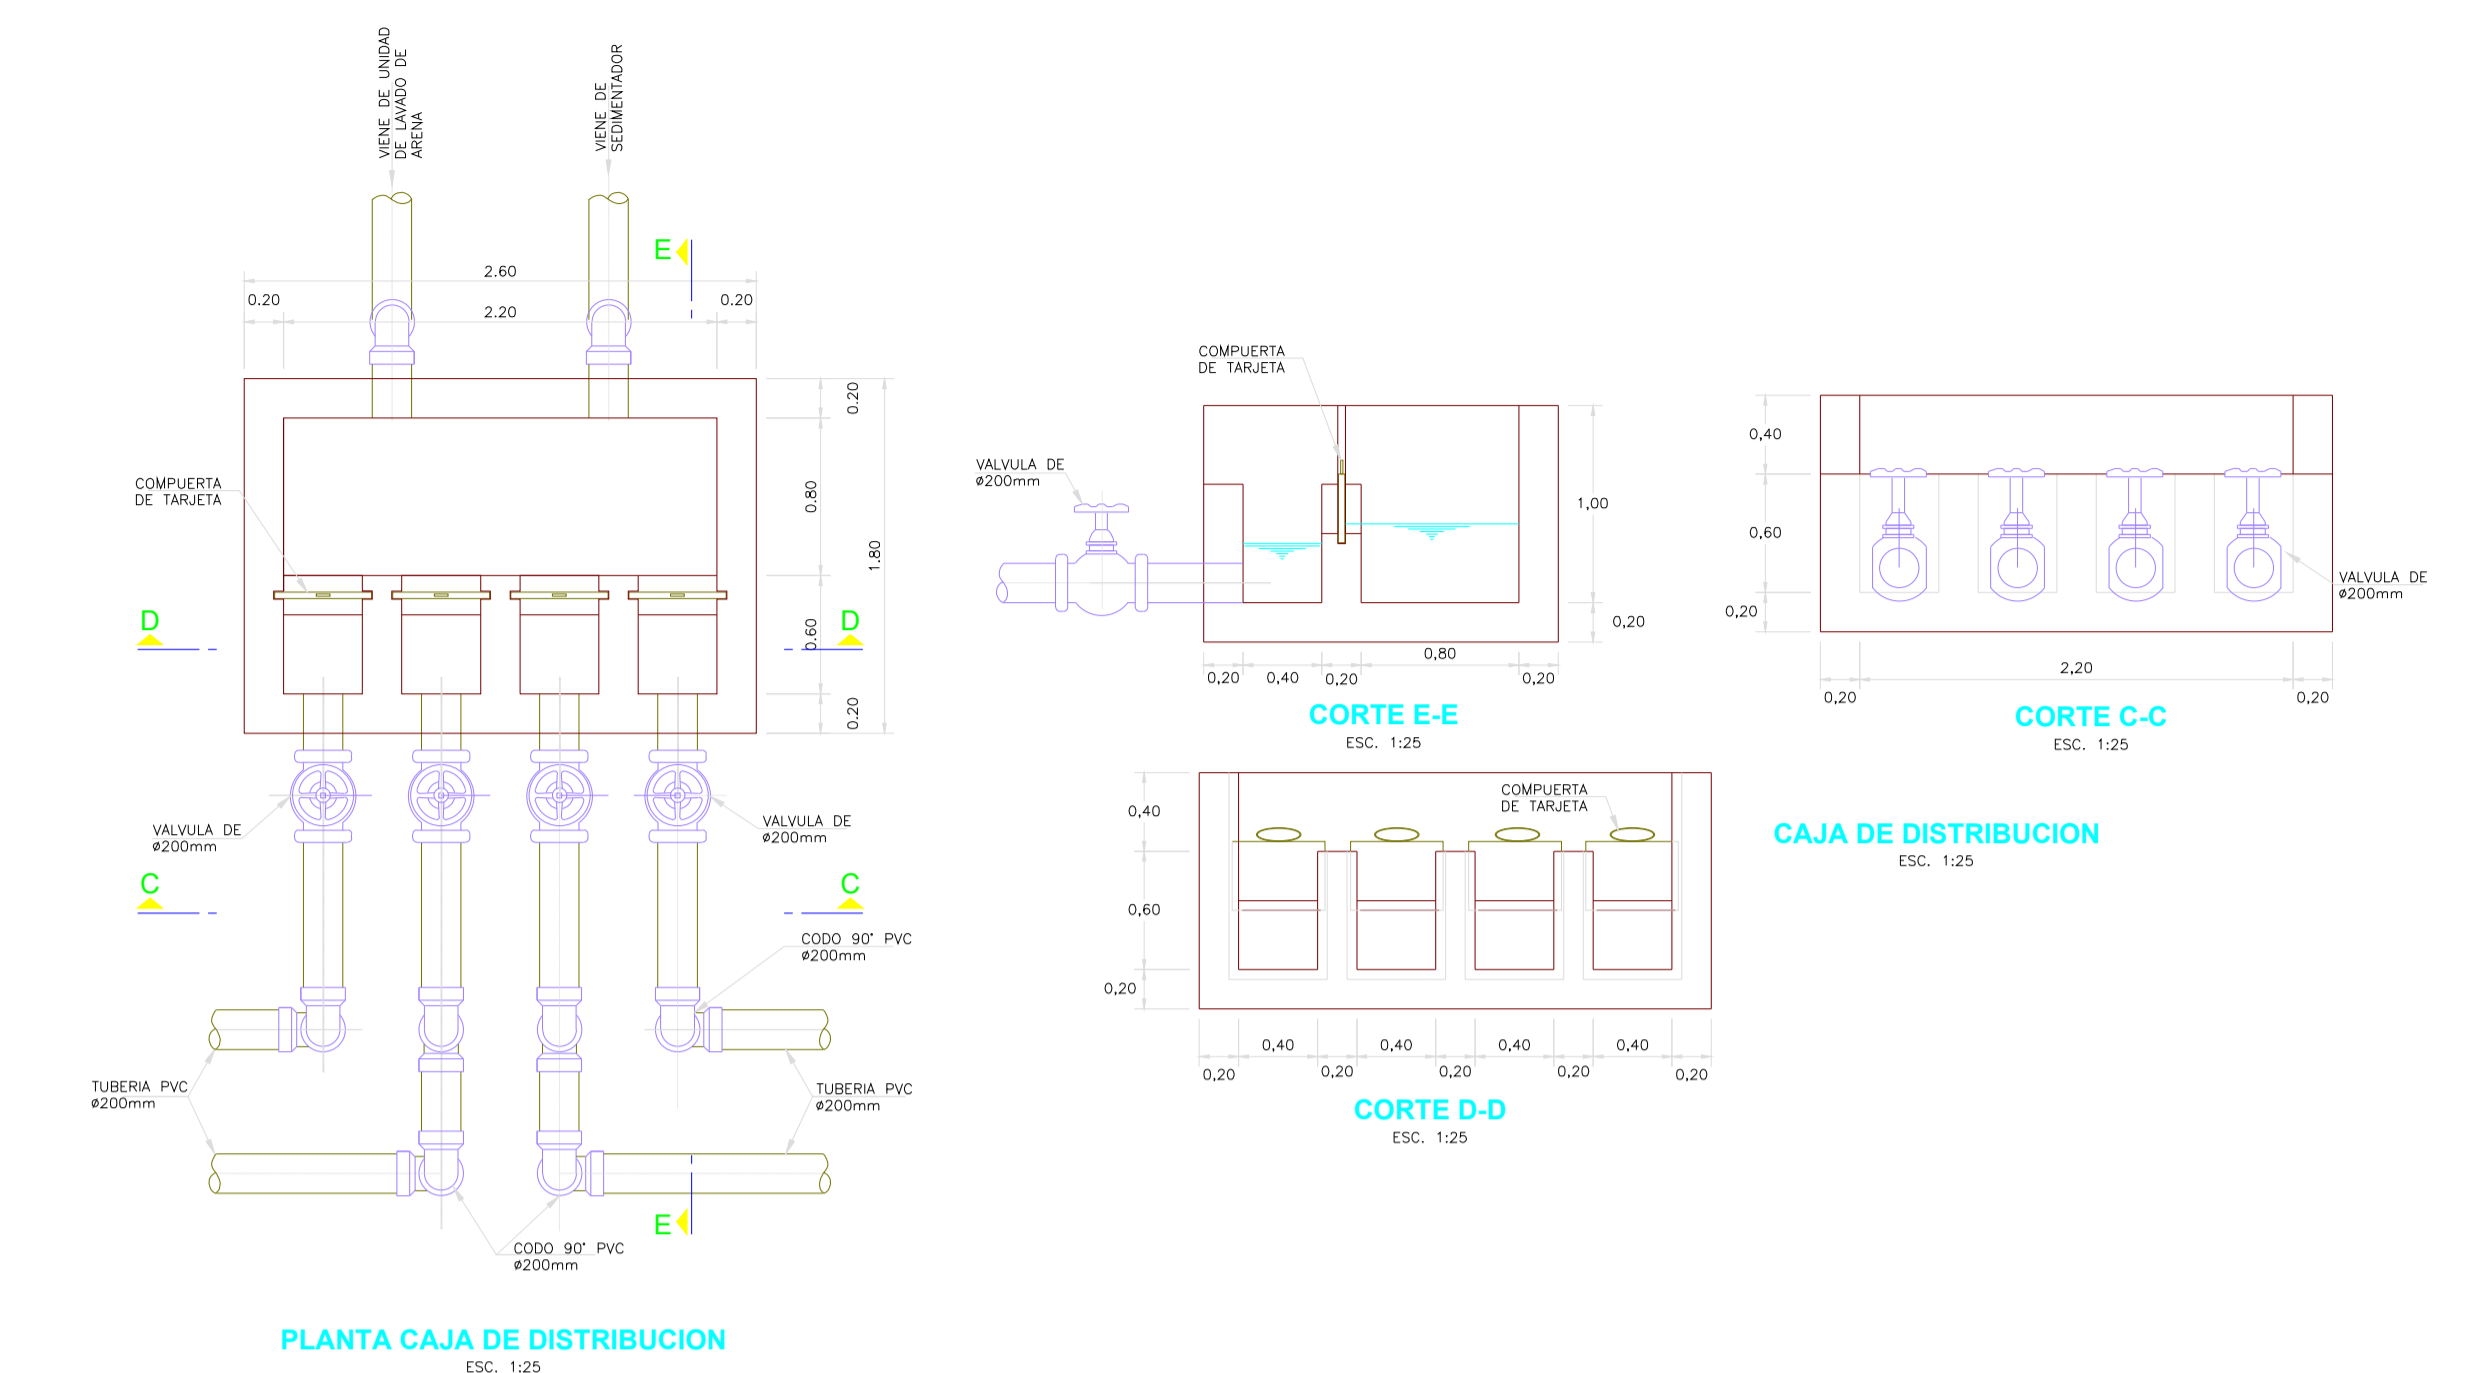 VIENE DE UNIDAD
DE LAVADO DE
ARENA
VIENE DE
SEDIMENTADOR
E
2.60
0.20
2.20
0.20
0.20
0.80
1.80
0.60
0.20
COMPUERTA
DE TARJETA
D
D
VALVULA DE
ø200mm
VALVULA DE
ø200mm
C
C
CODO 90° PVC
ø200mm
TUBERIA PVC
ø200mm
TUBERIA PVC
ø200mm
E
CODO 90° PVC
ø200mm
PLANTA CAJA DE DISTRIBUCION
ESC. 1:25
COMPUERTA
DE TARJETA
VALVULA DE
ø200mm
1,00
0,20
0,80
0,20
0,40
0,20
0,20
CORTE E-E
ESC. 1:25
0,40
0,60
0,20
VALVULA DE
ø200mm
2,20
0,20
0,20
CORTE C-C
ESC. 1:25
COMPUERTA
DE TARJETA
0,40
0,60
0,20
0,40
0,40
0,40
0,40
0,20
0,20
0,20
0,20
0,20
CORTE D-D
ESC. 1:25
CAJA DE DISTRIBUCION
ESC. 1:25